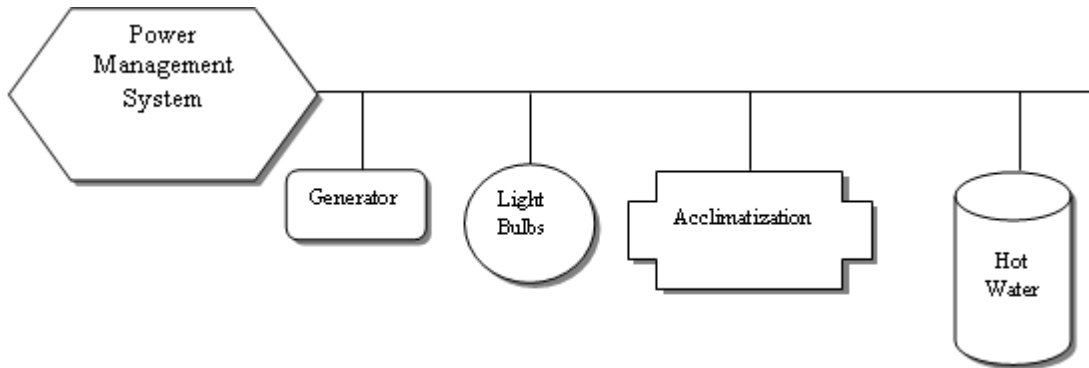 Power
Management
System
Generator
Light
Bulbs
Acclimatization
Hot
Water